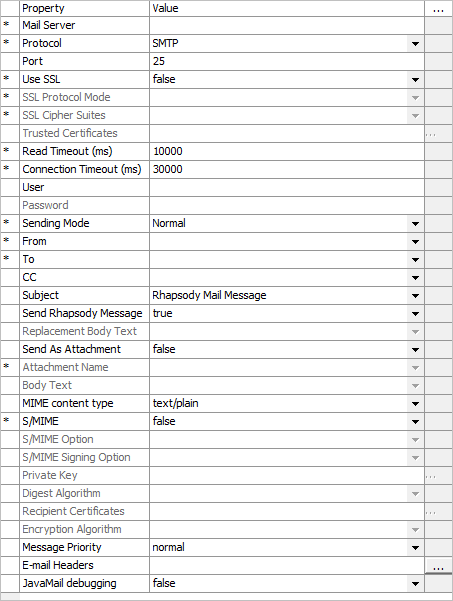 Property Value ...
* Mail Server
* Protocol SMTP
Port 25
* Use SSL false
* SSL Protocol Mode
* SSL Cipher Suites
Trusted Certificates ...
* Read Timeout (ms) 10000
* Connection Timeout (ms) 30000
User
Password
* Sending Mode Normal
* From
* To
CC
Subject Rhapsody Mail Message
Send Rhapsody Message true
Replacement Body Text
Send As Attachment false
* Attachment Name
Body Text
MIME content type text/plain
* S/MIME false
S/MIME Option
S/MIME Signing Option
Private Key ...
Digest Algorithm
Recipient Certificates ...
Encryption Algorithm
Message Priority normal
E-mail Headers ...
JavaMail debugging false